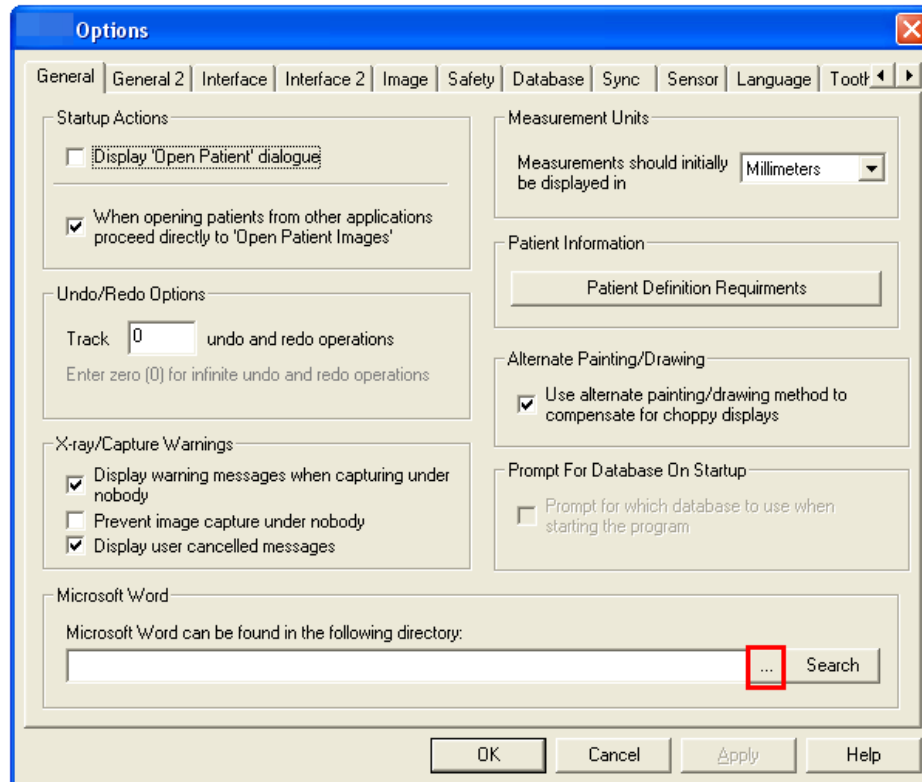 Options
General General 2 Interface Interface 2 Image Safety Database Sync Sensor Language
Startup Actions
Display 'Open Patient' dialogue
When opening patients from other applications
proceed directly to 'Open Patient Images'
Undo/Redo Options
Track 0 undo and redo operations
Enter zero (0) for infinite undo and redo operations
X-ray/Capture Warnings
Display warning messages when capturing under
nobody
Prevent image capture under nobody
Display user cancelled messages
Measurement Units
Measurements should initially
be displayed in
Millimeters
Patient Information
Patient Definition Requirments
Alternate Painting/Drawing
Use alternate painting/drawing method to
compensate for choppy displays
Prompt For Database On Startup
Prompt for which database to use when
starting the program
Microsoft Word
Microsoft Word can be found in the following directory:
... Search
OK Cancel Apply Help